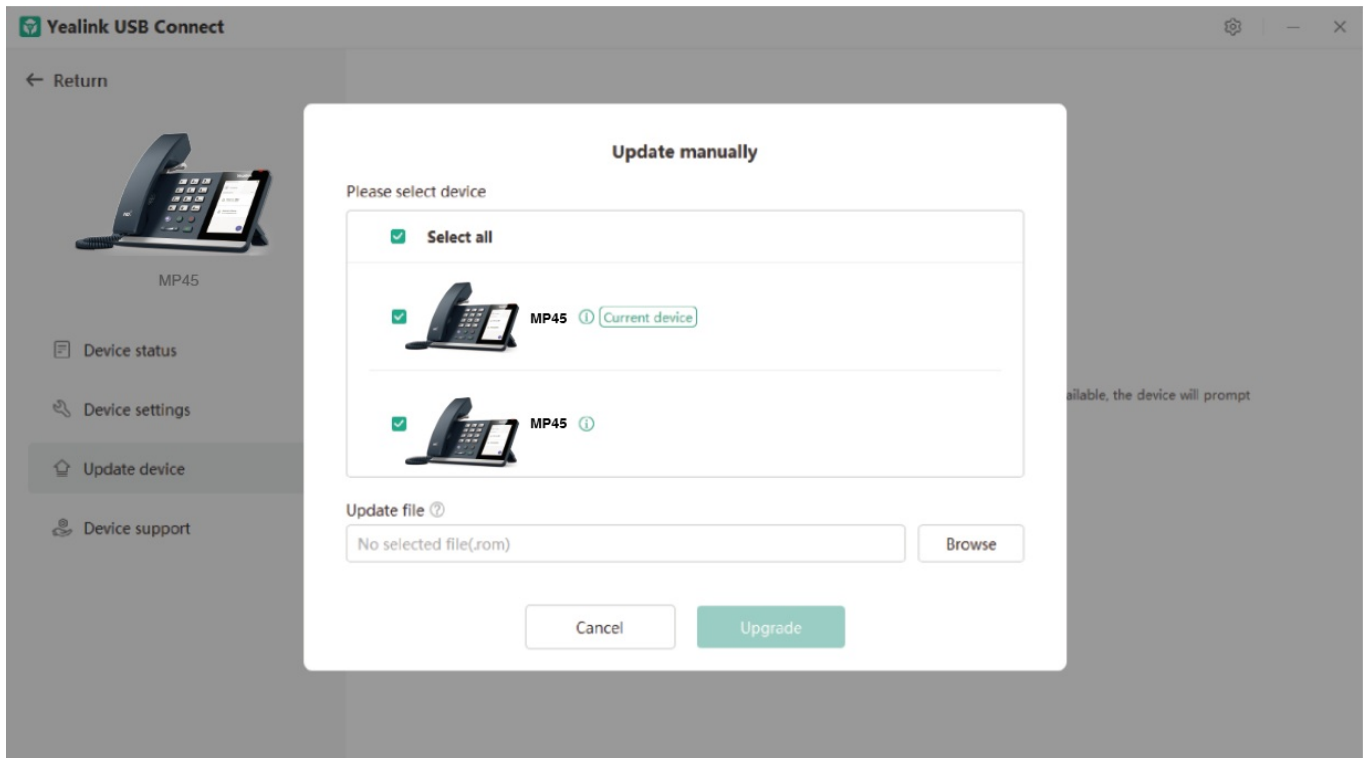 Yealink USB Connect
Return
MP45
Device status
Device settings
Update device
Device support
Update manually
Please select device
Select all
MP45 Current device
MP45
Update file
No selected file(.rom)
Browse
Cancel
Upgrade
ailable, the device will prompt